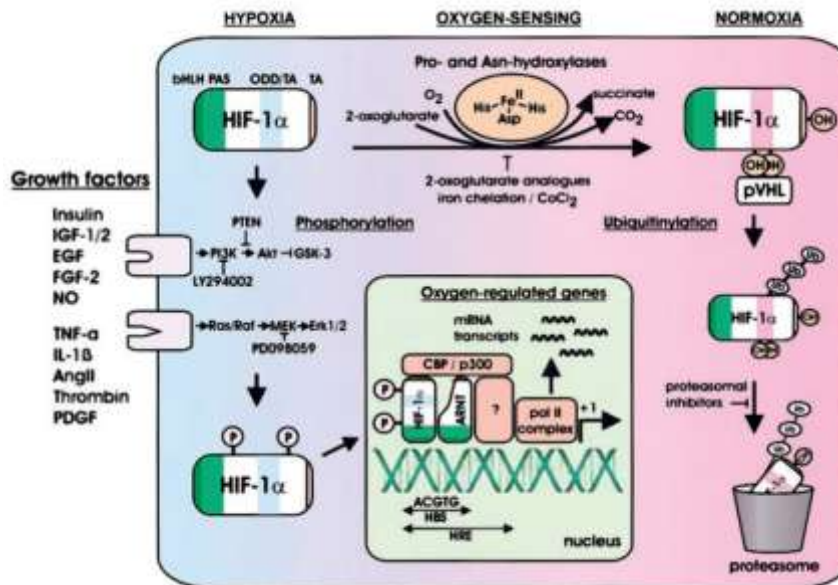 HYPOXIA
OXYGEN-SENSING
NORMOXIA
Pro- and Asn-hydroxylases
bHLH PAS ODD/TA TA
HIF-1α
O2
2-oxoglutarate
His Fe II His
Asp
succinate
CO2
2-oxoglutarate analogues
iron chelation / CoCl2
HIF-1α
OH
OH
pVHL
Growth factors
Insulin
IGF-1/2
EGF
FGF-2
NO
TNF-α
IL-1ß
AngII
Thrombin
PDGF
PTEN
Phosphorylation
PI3K Akt GSK-3
LY294002
Ras/Raf MEK Erk1/2
PD098059
P P
HIF-1α
Oxygen-regulated genes
mRNA
transcripts
CBP / p300
P
P
HIF-1α
ARNT
?
pol II
complex
+1
ACGTG
HBS
HRE
nucleus
Ubiquitinylation
HIF-1α
proteasomal
inhibitors
proteasome